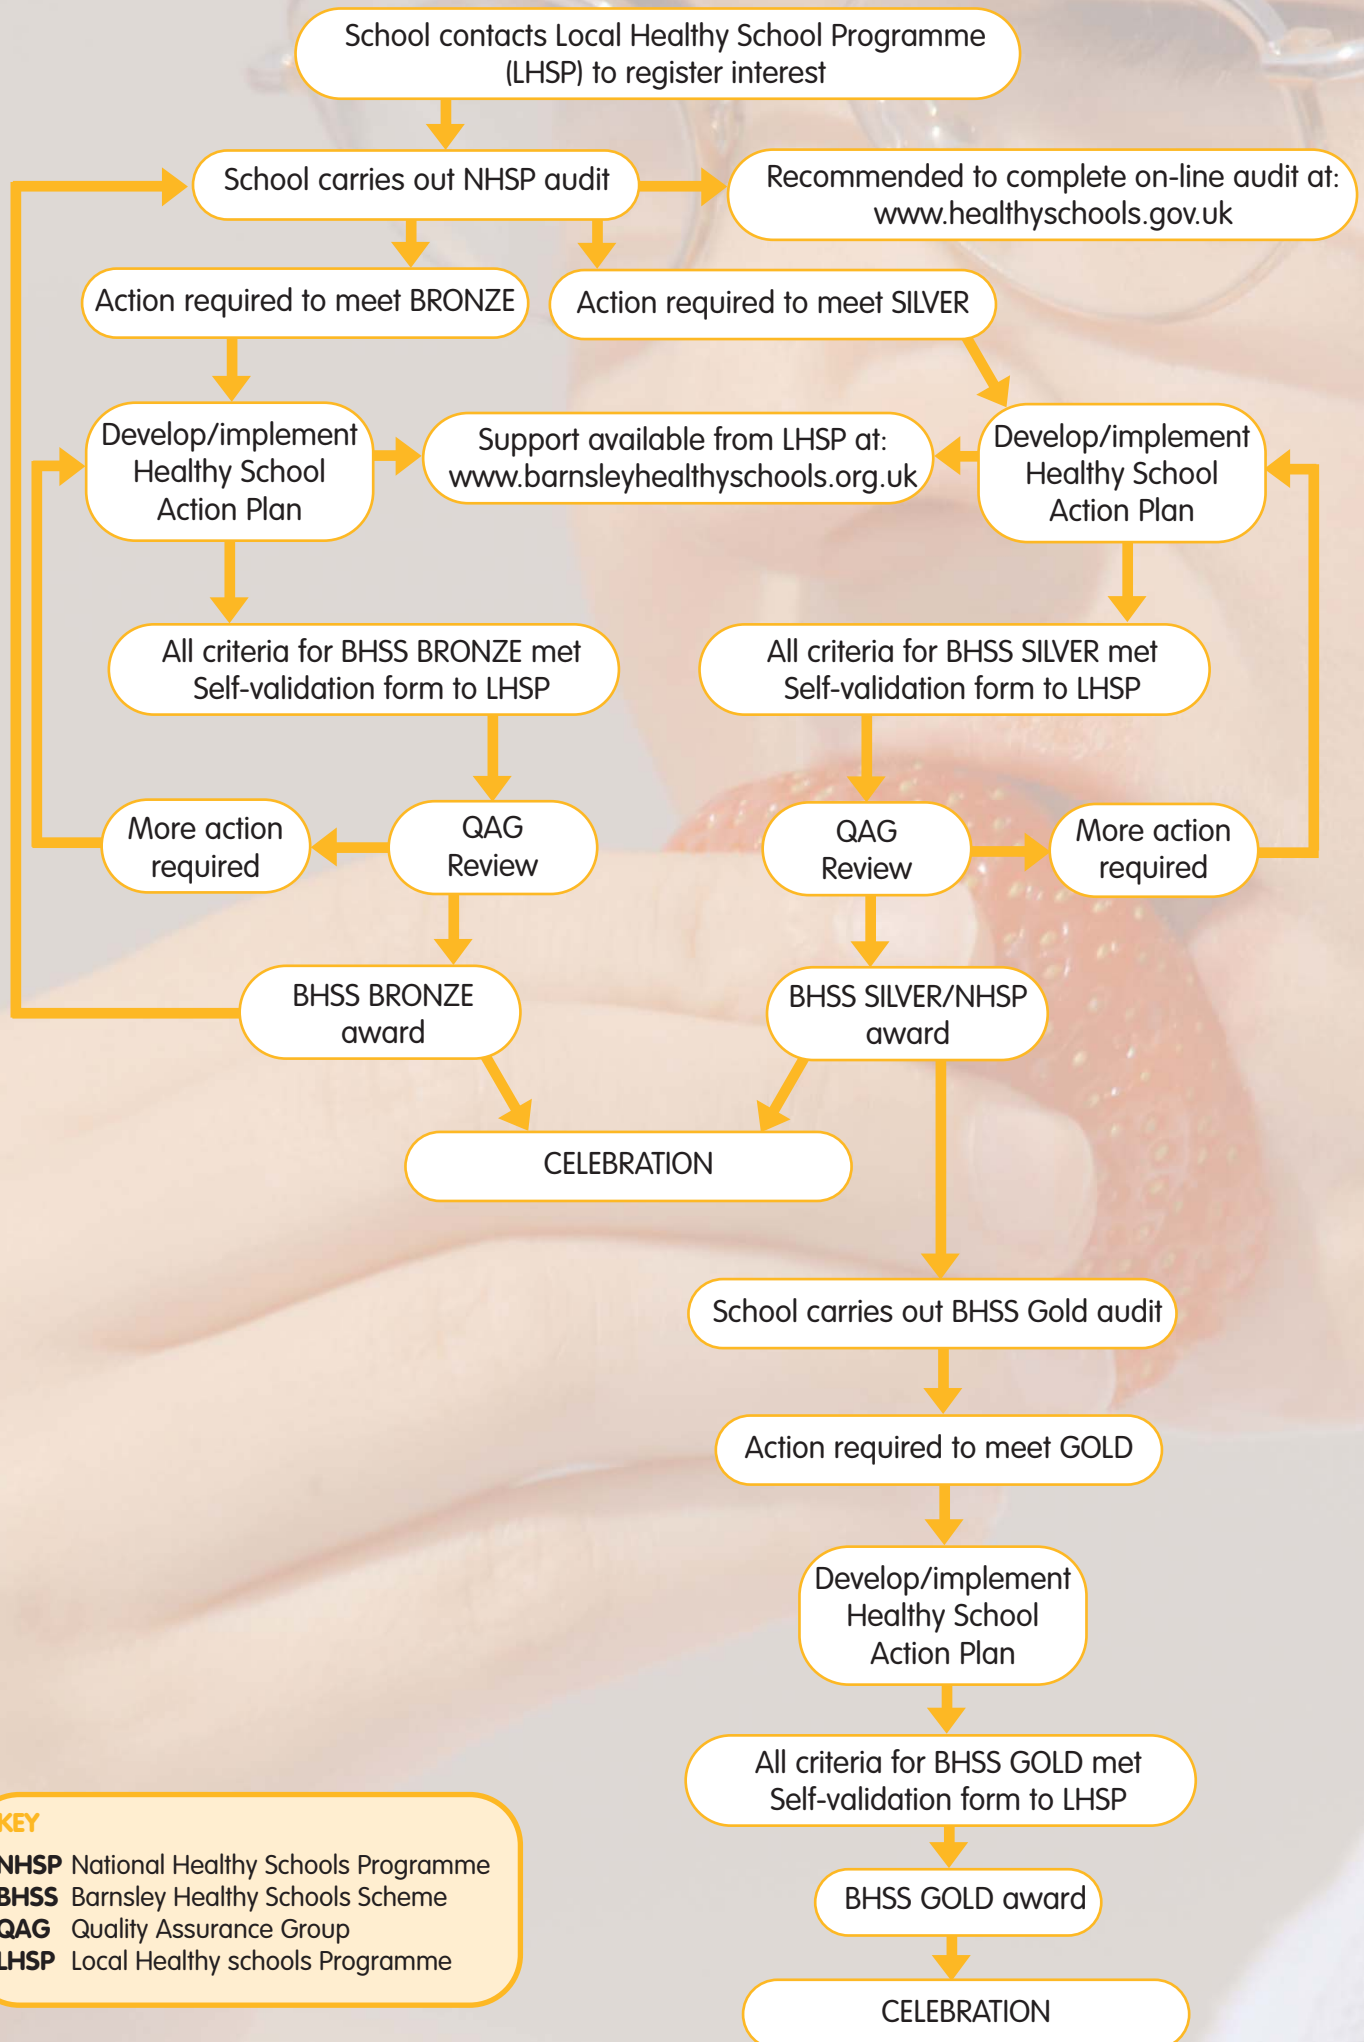 School contacts Local Healthy School Programme
(LHSP) to register interest
School carries out NHSP audit
Recommended to complete on-line audit at:
www.healthyschools.gov.uk
Action required to meet BRONZE
Action required to meet SILVER
Develop/implement
Healthy School
Action Plan
Support available from LHSP at:
www.barnsleyhealthyschools.org.uk
Develop/implement
Healthy School
Action Plan
All criteria for BHSS BRONZE met
Self-validation form to LHSP
All criteria for BHSS SILVER met
Self-validation form to LHSP
More action
required
QAG
Review
QAG
Review
More action
required
BHSS BRONZE
award
BHSS SILVER/NHSP
award
CELEBRATION
School carries out BHSS Gold audit
Action required to meet GOLD
Develop/implement
Healthy School
Action Plan
All criteria for BHSS GOLD met
Self-validation form to LHSP
BHSS GOLD award
CELEBRATION
KEY
NHSP National Healthy Schools Programme
BHSS Barnsley Healthy Schools Scheme
QAG Quality Assurance Group
LHSP Local Healthy schools Programme